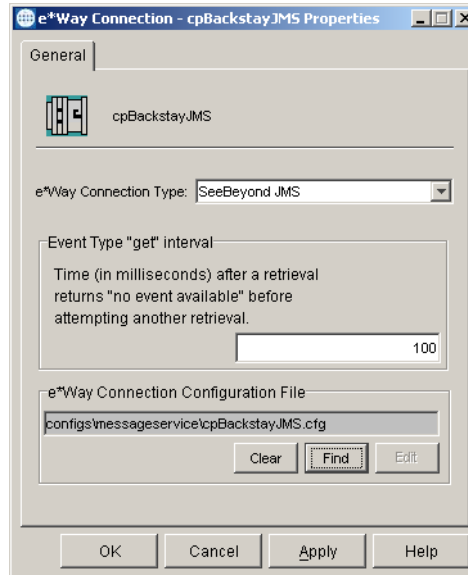 e*Way Connection - cpBackstayJMS Properties
General
cpBackstayJMS
e*Way Connection Type: SeeBeyond JMS
Event Type "get" interval
Time (in milliseconds) after a retrieval
returns "no event available" before
attempting another retrieval.
100
e*Way Connection Configuration File
configs\messageservice\cpBackstayJMS.cfg
Clear Find Edit
OK Cancel Apply Help